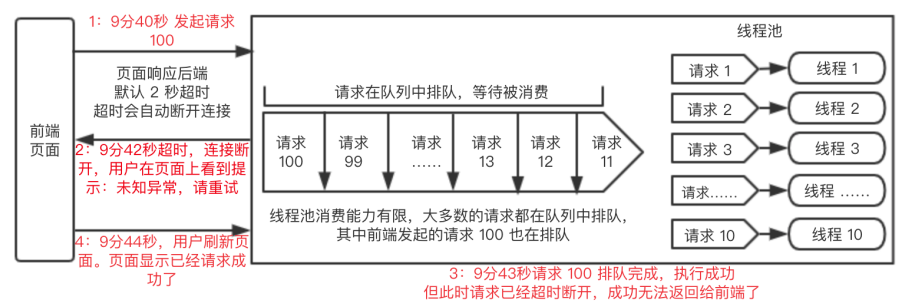 1：9分40秒 发起请求
100
页面响应后端
默认 2 秒超时
超时会自动断开连接
前端
页面
2：9分42秒超时，连接断
开，用户在页面上看到提
示：未知异常，请重试
4：9分44秒，用户刷新页
面。页面显示已经请求成
功了
请求在队列中排队，等待被消费
请求
100
请求
99
请求
……
请求
13
请求
12
请求
11
线程池消费能力有限，大多数的请求都在队列中排队，
其中前端发起的请求 100 也在排队
线程池
请求 1
线程 1
请求 2
线程 2
请求 3
线程 3
请求……
线程 ……
请求 10
线程 10
3：9分43秒请求 100 排队完成，执行成功
但此时请求已经超时断开，成功无法返回给前端了